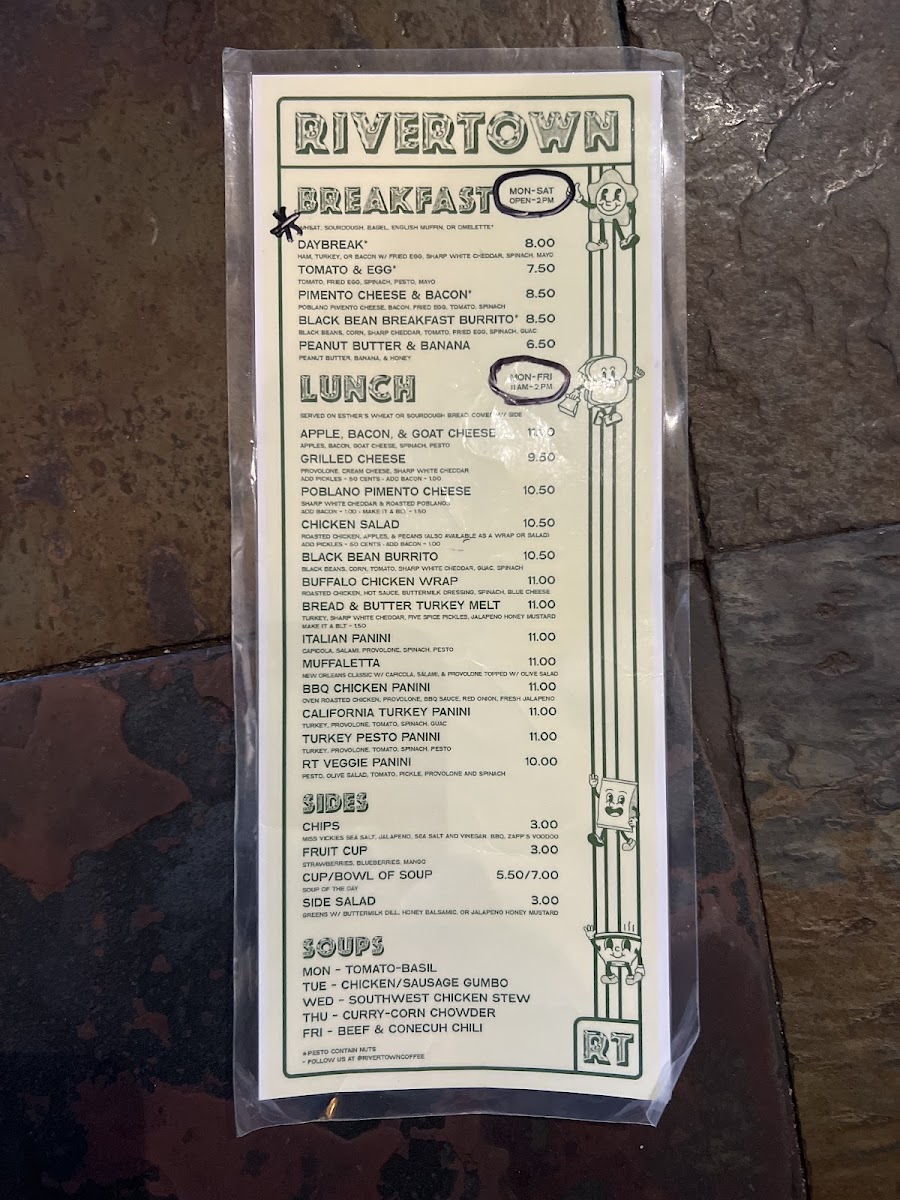 RIVERTOWN
BREAKFAST
MON-SAT
OPEN-2PM
WHEAT, SOURDOUGH, BAGEL, ENGLISH MUFFIN, OR OMELETTE*
DAYBREAK* 8.00
HAM, TURKEY, OR BACON W/ FRIED EGG, SHARP WHITE CHEDDAR, SPINACH, MAYO
TOMATO & EGG* 7.50
TOMATO, FRIED EGG, SPINACH, PESTO, MAYO
PIMENTO CHEESE & BACON* 8.50
POBLANO PIMENTO CHEESE, BACON, FRIED EGG, TOMATO, SPINACH
BLACK BEAN BREAKFAST BURRITO* 8.50
BLACK BEANS, CORN, SHARP CHEDDAR, TOMATO, FRIED EGG, SPINACH, GUAC
PEANUT BUTTER & BANANA 6.50
PEANUT BUTTER, BANANA, & HONEY
LUNCH
MON-FRI
11AM-2PM
SERVED ON ESTHER'S WHEAT OR SOURDOUGH BREAD, W/ SIDE
APPLE, BACON, & GOAT CHEESE 11.00
APPLES, BACON, GOAT CHEESE, SPINACH, PESTO
GRILLED CHEESE 9.50
PROVOLONE, CREAM CHEESE, SHARP WHITE CHEDDAR
ADD PICKLES - 50 CENTS - ADD BACON - 1.00
POBLANO PIMENTO CHEESE 10.50
SHARP WHITE CHEDDAR & ROASTED POBLANOS
ADD BACON - 1.00 - MAKE IT A BLT - 1.50
CHICKEN SALAD 10.50
ROASTED CHICKEN, APPLES, & PECANS (ALSO AVAILABLE AS A WRAP OR SALAD)
ADD PICKLES - 50 CENTS - ADD BACON - 1.00
BLACK BEAN BURRITO 10.50
BLACK BEANS, CORN, TOMATO, SHARP WHITE CHEDDAR, GUAC, SPINACH
BUFFALO CHICKEN WRAP 11.00
ROASTED CHICKEN, HOT SAUCE, BUTTERMILK DRESSING, SPINACH, BLUE CHEESE
BREAD & BUTTER TURKEY MELT 11.00
TURKEY, SHARP WHITE CHEDDAR, FIVE SPICE PICKLES, JALAPENO HONEY MUSTARD
MAKE IT A BLT - 1.50
ITALIAN PANINI 11.00
CAPICOLA, SALAMI, PROVOLONE, SPINACH, PESTO
MUFFALETTA 11.00
NEW ORLEANS CLASSIC W/ CAPICOLA, SALAMI, & PROVOLONE TOPPED W/ OLIVE SALAD
BBQ CHICKEN PANINI 11.00
OVEN ROASTED CHICKEN, PROVOLONE, BBQ SAUCE, RED ONION, FRESH JALAPENO
CALIFORNIA TURKEY PANINI 11.00
TURKEY, PROVOLONE, TOMATO, SPINACH, GUAC
TURKEY PESTO PANINI 11.00
TURKEY, PROVOLONE, TOMATO, SPINACH, PESTO
RT VEGGIE PANINI 10.00
PESTO, OLIVE SALAD, TOMATO, PICKLE, PROVOLONE AND SPINACH
SIDES
CHIPS 3.00
MISS VICKIES SEA SALT, JALAPENO, SEA SALT AND VINEGAR, BBQ, ZAPP'S VOODOO
FRUIT CUP 3.00
STRAWBERRIES, BLUEBERRIES, MANGO
CUP/BOWL OF SOUP 5.50/7.00
SOUP OF THE DAY
SIDE SALAD 3.00
GREENS W/ BUTTERMILK DILL, HONEY BALSAMIC, OR JALAPENO HONEY MUSTARD
SOUPS
MON - TOMATO-BASIL
TUE - CHICKEN/SAUSAGE GUMBO
WED - SOUTHWEST CHICKEN STEW
THU - CURRY-CORN CHOWDER
FRI - BEEF & CONECUH CHILI
*PESTO CONTAIN NUTS
- FOLLOW US AT @RIVERTOWNCOFFEE
RT